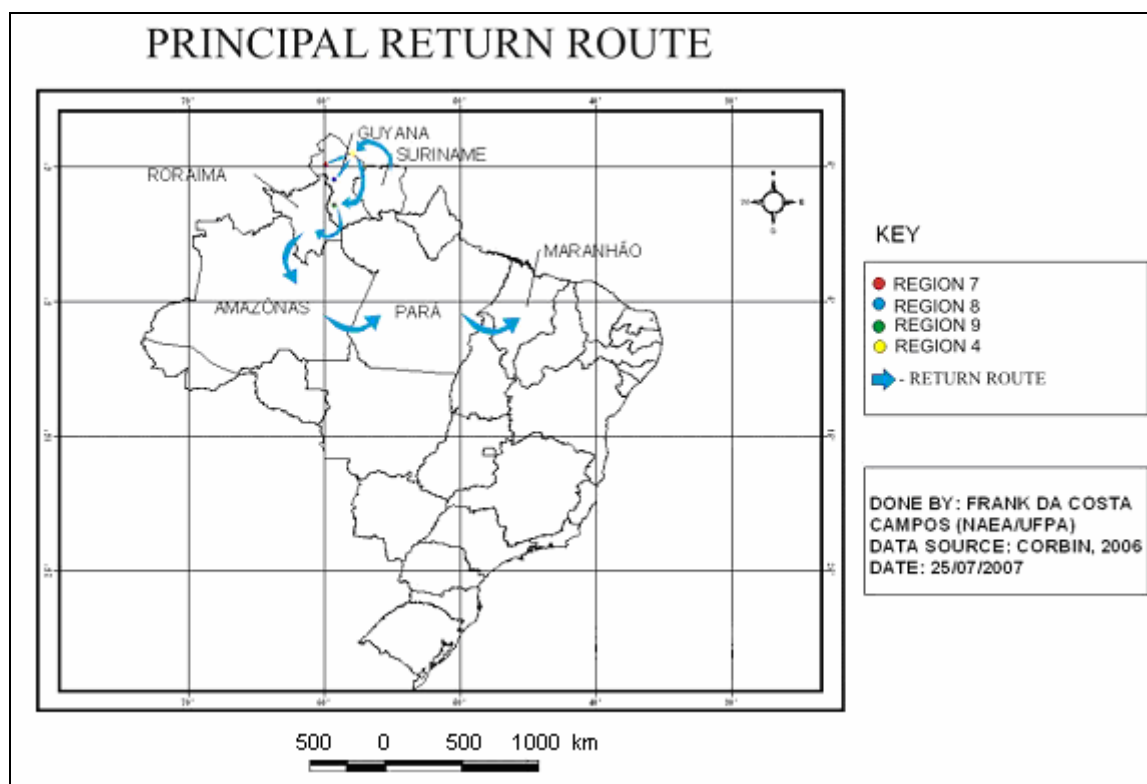 PRINCIPAL RETURN ROUTE
GUYANA
SURINAME
RORAIMA
MARANHÃO
AMAZÔNAS
PARÁ
KEY
REGION 7
REGION 8
REGION 9
REGION 4
- RETURN ROUTE
DONE BY: FRANK DA COSTA
CAMPOS (NAEA/UFPA)
DATA SOURCE: CORBIN, 2006
DATE: 25/07/2007
500 0 500 1000 km